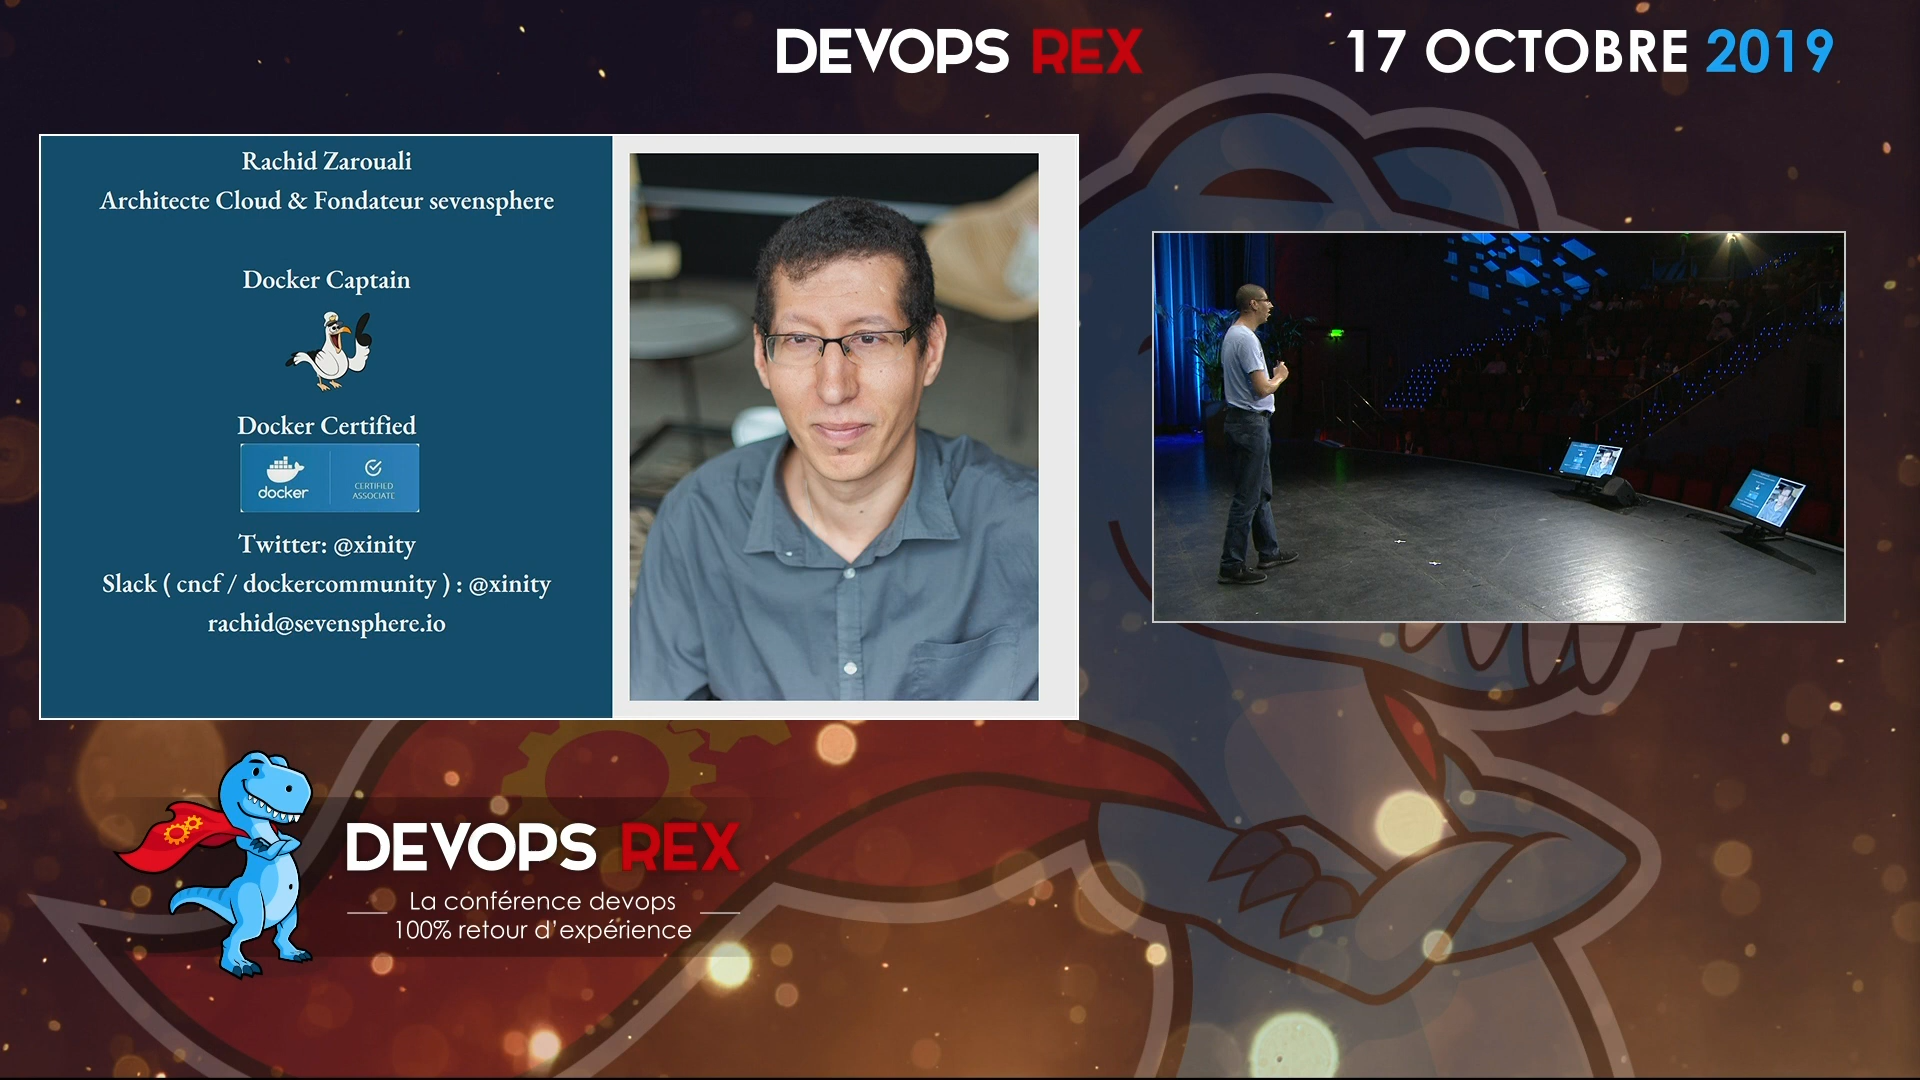 DEVOPS REX
17 OCTOBRE 2019
Rachid Zarouali
Architecte Cloud & Fondateur sevensphere
Docker Captain
Docker Certified
docker
CERTIFIED
ASSOCIATE
Twitter: @xinity
Slack ( cncf / dockercommunity ) : @xinity
rachid@sevensphere.io
DEVOPS REX
La conférence devops
100% retour d'expérience